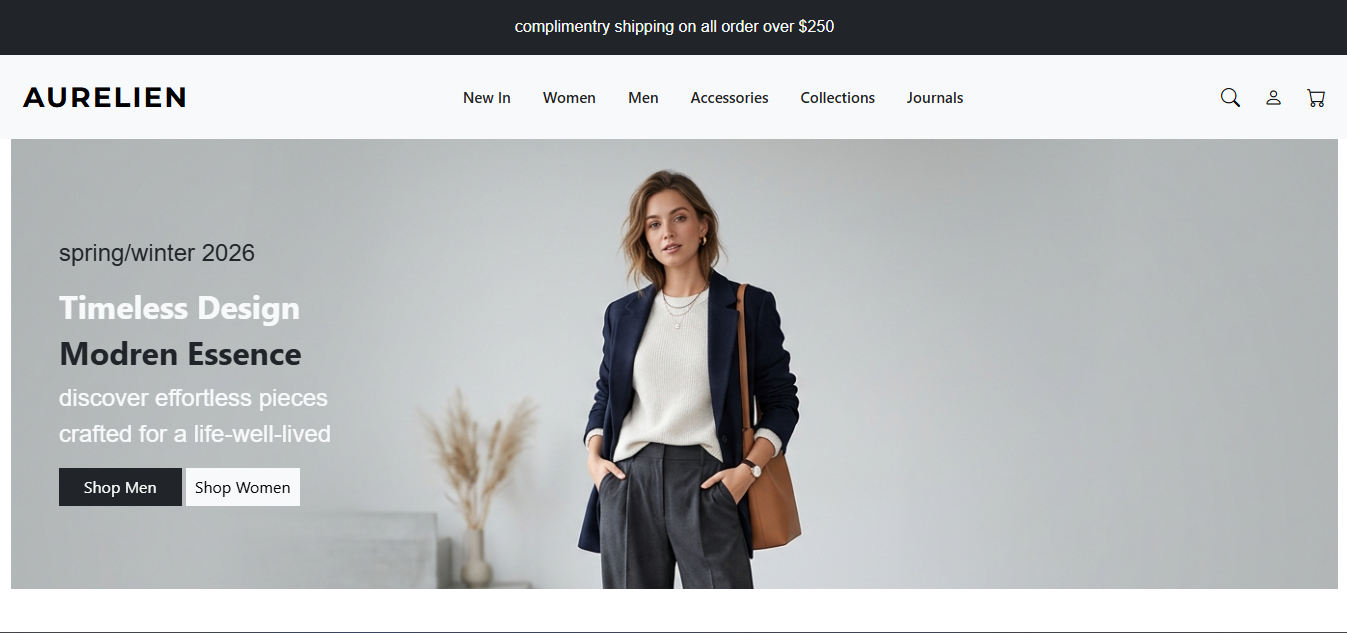 complimentry shipping on all order over $250
AURELIEN
New In Women Men Accessories Collections Journals
spring/winter 2026
Timeless Design
Modren Essence
discover effortless pieces
crafted for a life-well-lived
Shop Men Shop Women